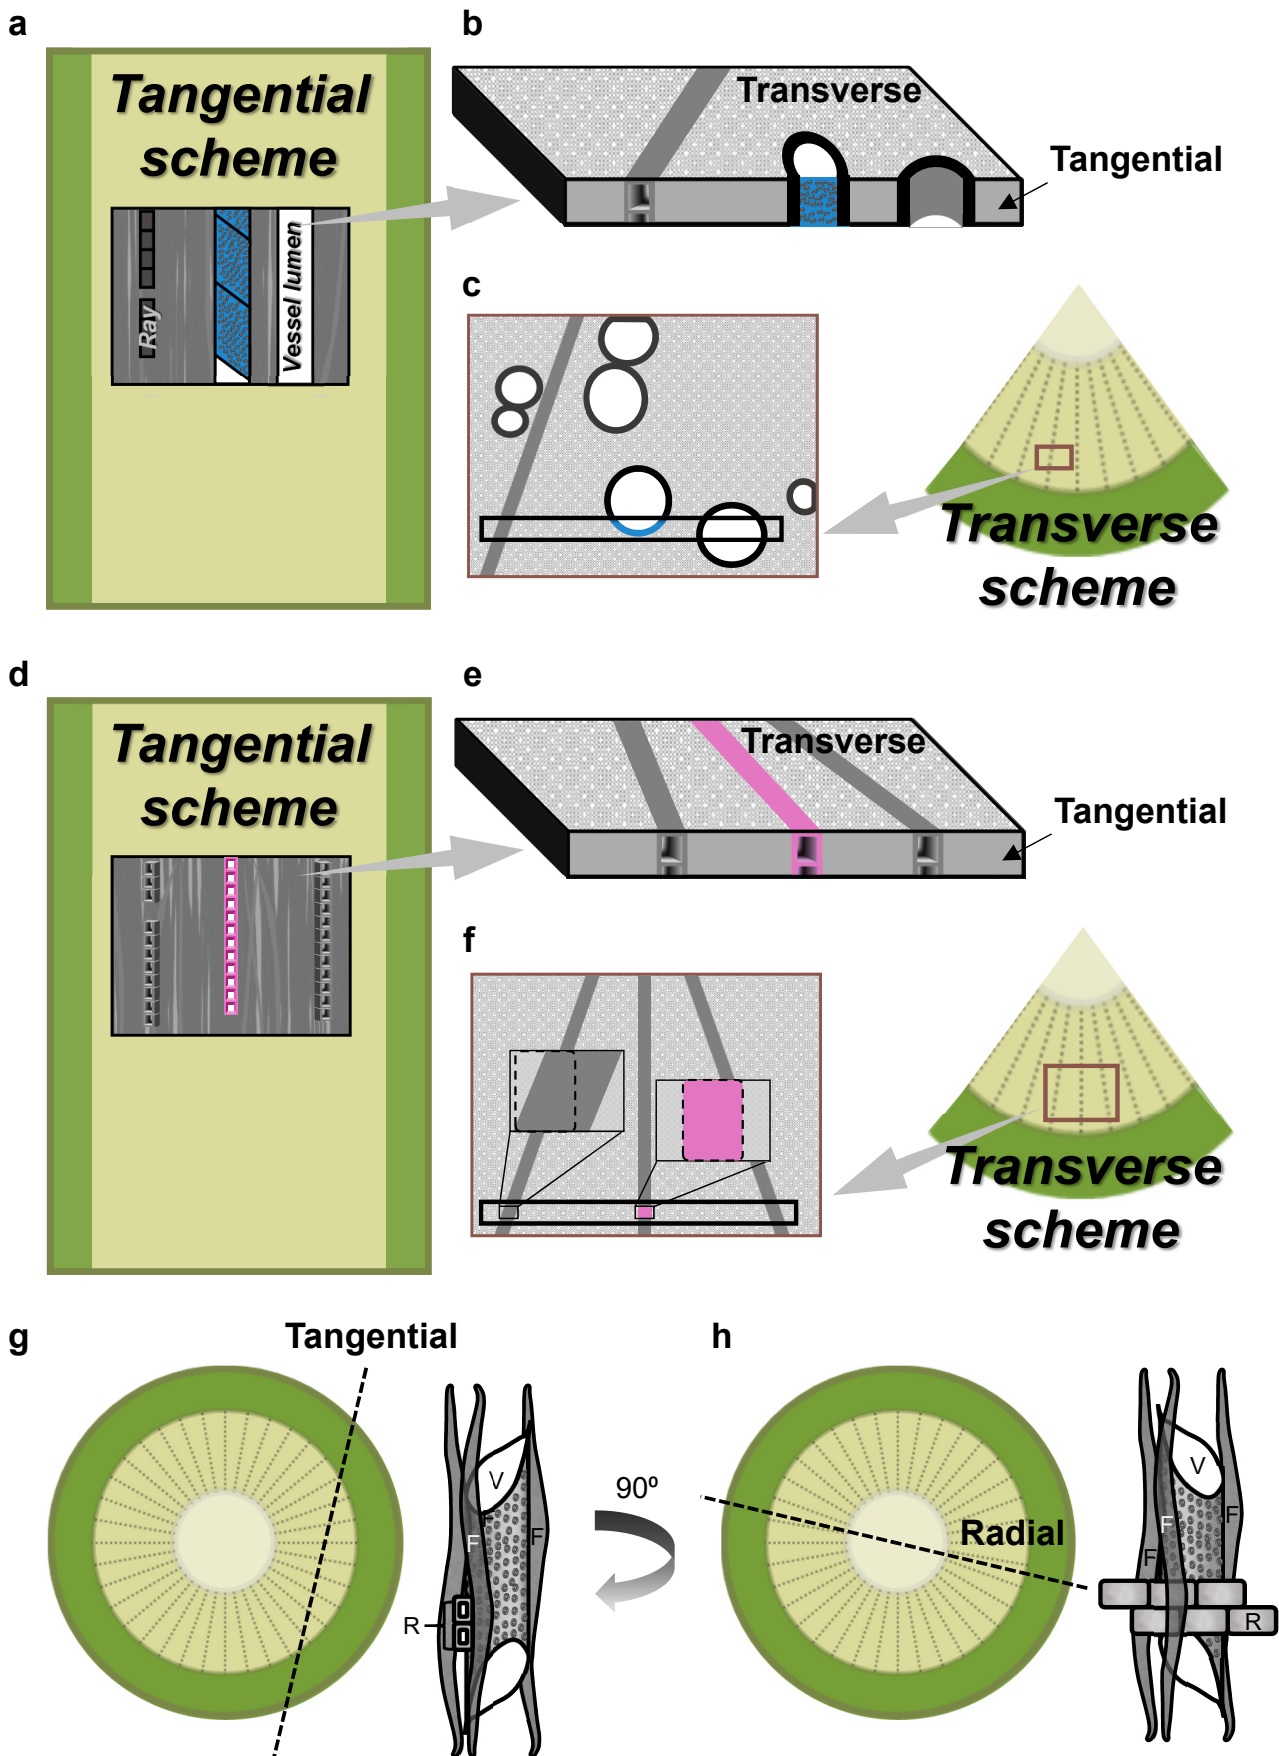 a
Tangential
scheme
Ray
Vessel lumen
b
Transverse
Tangential
c
Transverse
scheme
d
Tangential
scheme
e
Transverse
Tangential
f
Transverse
scheme
g
Tangential
V
F
F
F
R
90º
h
Radial
V
F
F
F
R